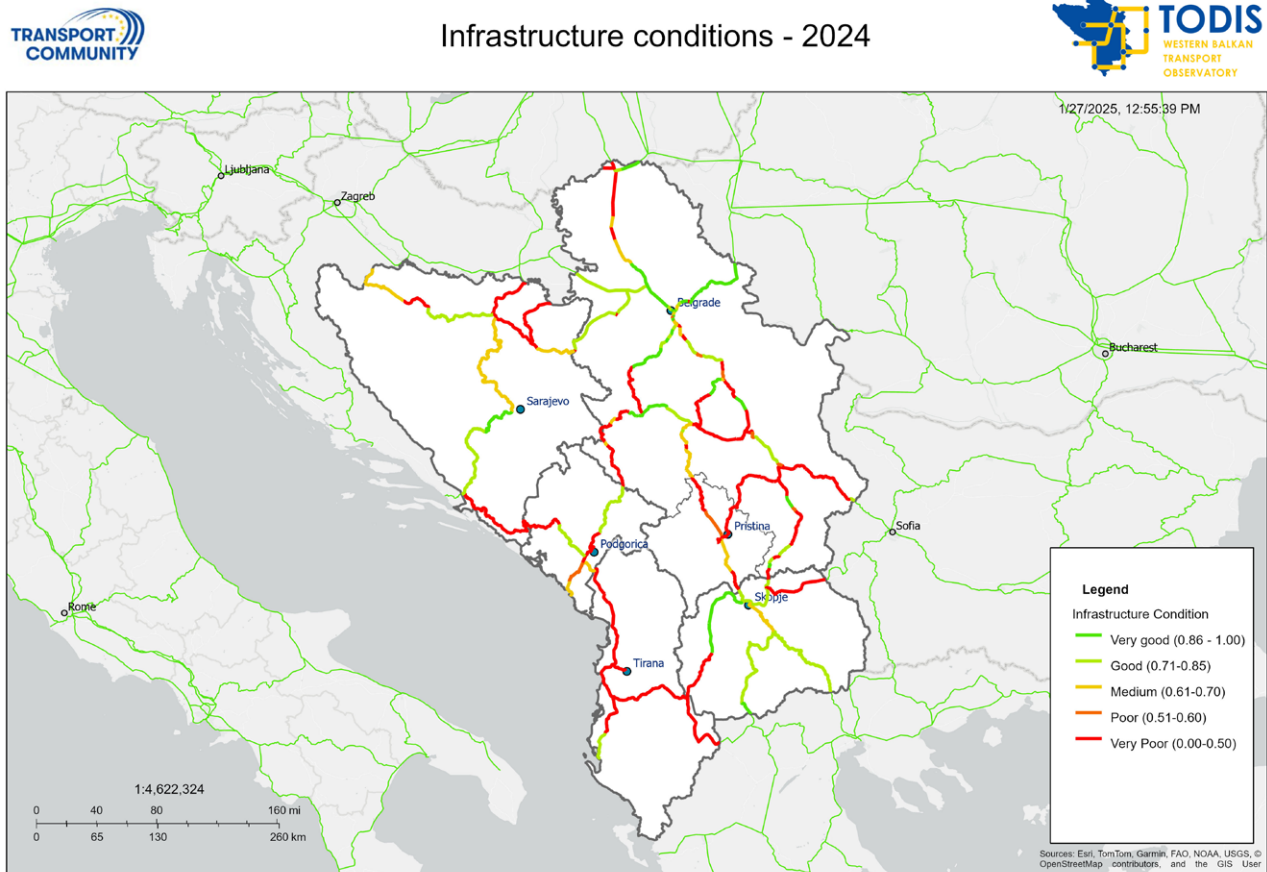 TRANSPORT
COMMUNITY
Infrastructure conditions - 2024
TODIS
WESTERN BALKAN
TRANSPORT
OBSERVATORY
1/27/2025, 12:55:39 PM
Ljubljana
Zagreb
Belgrade
Bucharest
Sarajevo
Sofia
Pristina
Podgorica
Skopje
Rome
Tirana
Legend
Infrastructure Condition
Very good (0.86 - 1.00)
Good (0.71-0.85)
Medium (0.61-0.70)
Poor (0.51-0.60)
Very Poor (0.00-0.50)
1:4,622,324
0 40 80 160 mi
0 65 130 260 km
Sources: Esri, TomTom, Garmin, FAO, NOAA, USGS, ©
OpenStreetMap contributors, and the GIS User